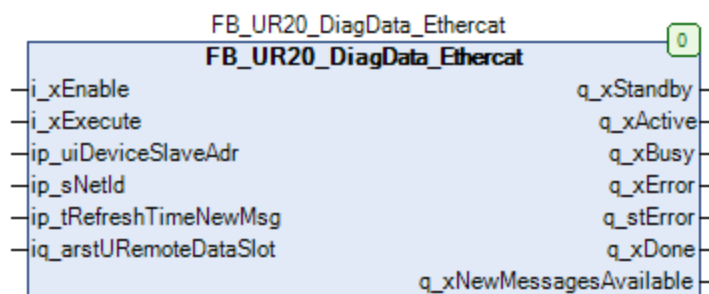 FB_UR20_DiagData_Ethercat
0
FB_UR20_DiagData_Ethercat
i_xEnable q_xStandby
i_xExecute q_xActive
ip_uiDeviceSlaveAdr q_xBusy
ip_sNetId q_xError
ip_tRefreshTimeNewMsg q_stError
iq_arstURemoteDataSlot q_xDone
q_xNewMessagesAvailable